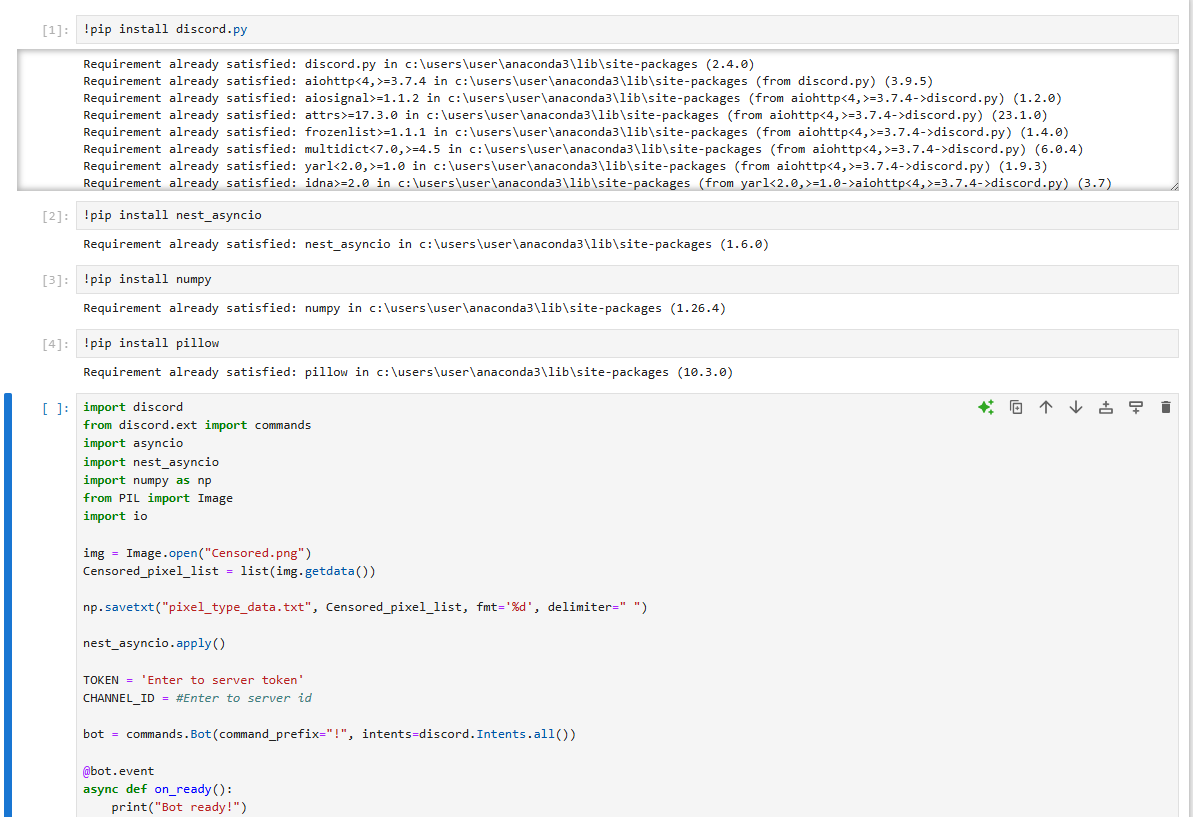 [1]: !pip install discord.py
Requirement already satisfied: discord.py in c:\users\user\anaconda3\lib\site-packages (2.4.0)
Requirement already satisfied: aiohttp<4,>=3.7.4 in c:\users\user\anaconda3\lib\site-packages (from discord.py) (3.9.5)
Requirement already satisfied: aiosignal>=1.1.2 in c:\users\user\anaconda3\lib\site-packages (from aiohttp<4,>=3.7.4->discord.py) (1.2.0)
Requirement already satisfied: attrs>=17.3.0 in c:\users\user\anaconda3\lib\site-packages (from aiohttp<4,>=3.7.4->discord.py) (23.1.0)
Requirement already satisfied: frozenlist>=1.1.1 in c:\users\user\anaconda3\lib\site-packages (from aiohttp<4,>=3.7.4->discord.py) (1.4.0)
Requirement already satisfied: multidict<7.0,>=4.5 in c:\users\user\anaconda3\lib\site-packages (from aiohttp<4,>=3.7.4->discord.py) (6.0.4)
Requirement already satisfied: yarl<2.0,>=1.0 in c:\users\user\anaconda3\lib\site-packages (from aiohttp<4,>=3.7.4->discord.py) (1.9.3)
Requirement already satisfied: idna>=2.0 in c:\users\user\anaconda3\lib\site-packages (from yarl<2.0,>=1.0->aiohttp<4,>=3.7.4->discord.py) (3.7)
[2]: !pip install nest_asyncio
Requirement already satisfied: nest_asyncio in c:\users\user\anaconda3\lib\site-packages (1.6.0)
[3]: !pip install numpy
Requirement already satisfied: numpy in c:\users\user\anaconda3\lib\site-packages (1.26.4)
[4]: !pip install pillow
Requirement already satisfied: pillow in c:\users\user\anaconda3\lib\site-packages (10.3.0)
[ ]: import discord
from discord.ext import commands
import asyncio
import nest_asyncio
import numpy as np
from PIL import Image
import io
img = Image.open("Censored.png")
Censored_pixel_list = list(img.getdata())
np.savetxt("pixel_type_data.txt", Censored_pixel_list, fmt='%d', delimiter=" ")
nest_asyncio.apply()
TOKEN = 'Enter to server token'
CHANNEL_ID = #Enter to server id
bot = commands.Bot(command_prefix="!", intents=discord.Intents.all())
@bot.event
async def on_ready():
    print("Bot ready!")